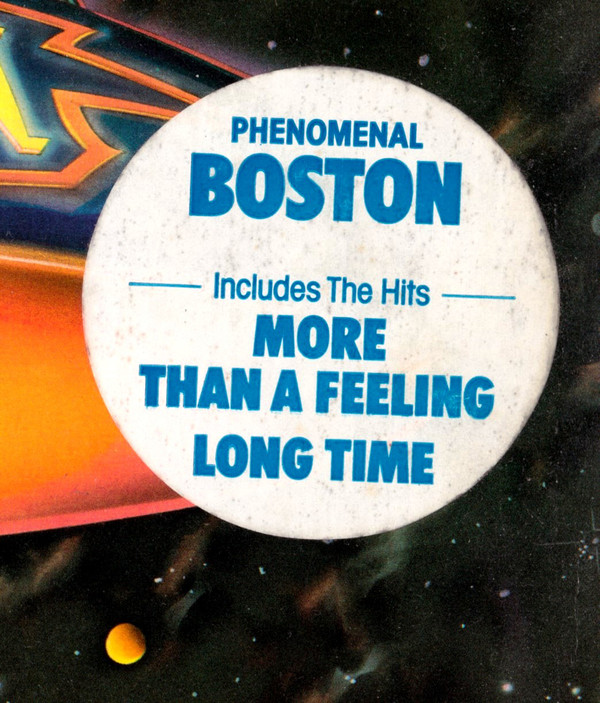 PHENOMENAL
BOSTON
Includes The Hits
MORE
THAN A FEELING
LONG TIME